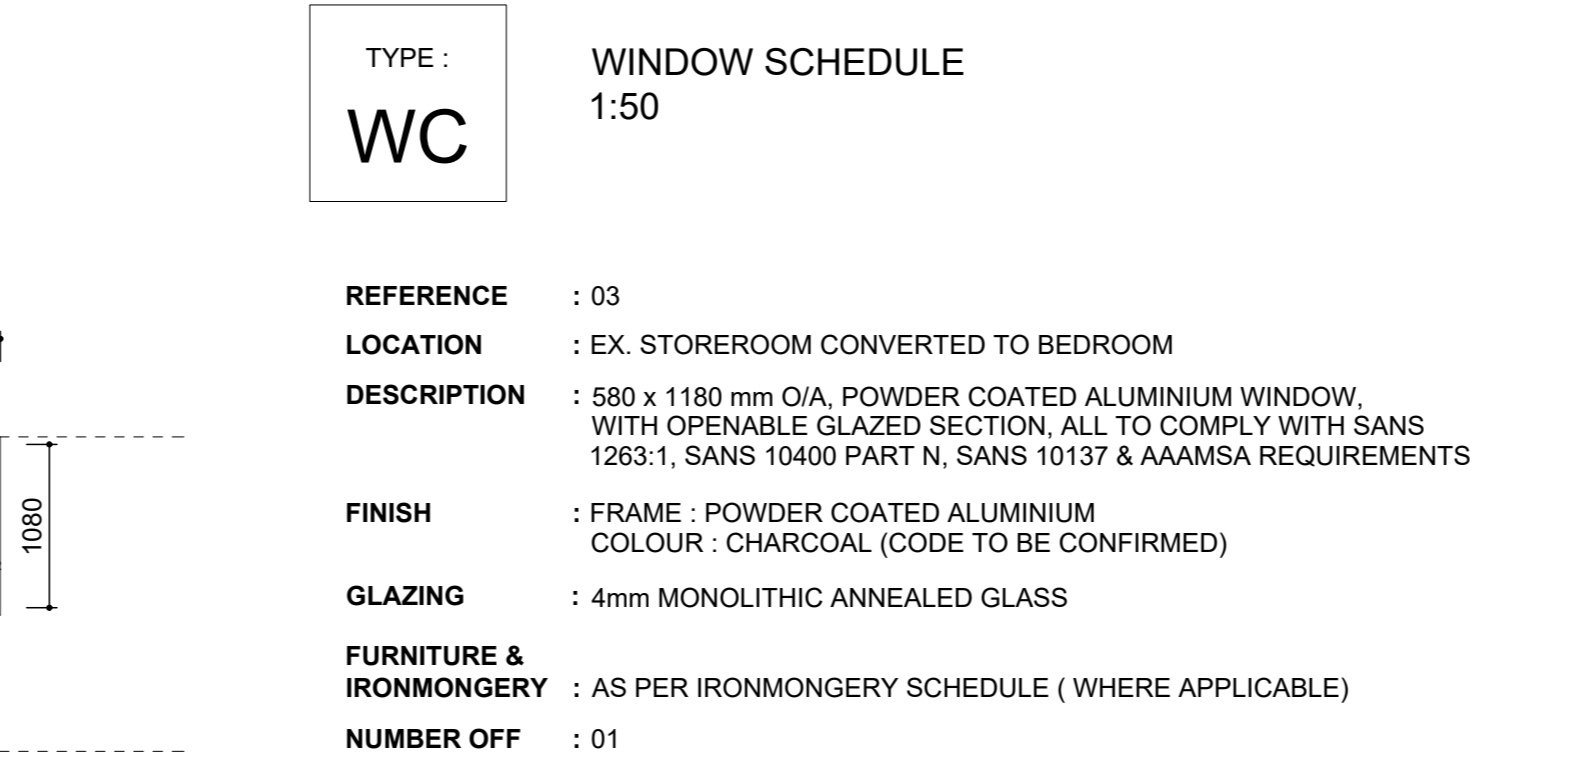 TYPE :
WC
WINDOW SCHEDULE
1:50
REFERENCE : 03
LOCATION : EX. STOREROOM CONVERTED TO BEDROOM
DESCRIPTION : 580 x 1180 mm O/A, POWDER COATED ALUMINIUM WINDOW,
WITH OPENABLE GLAZED SECTION, ALL TO COMPLY WITH SANS
1263:1, SANS 10400 PART N, SANS 10137 & AAAMSA REQUIREMENTS
1080
FINISH : FRAME : POWDER COATED ALUMINIUM
COLOUR : CHARCOAL (CODE TO BE CONFIRMED)
GLAZING : 4mm MONOLITHIC ANNEALED GLASS
FURNITURE &
IRONMONGERY : AS PER IRONMONGERY SCHEDULE ( WHERE APPLICABLE)
NUMBER OFF : 01